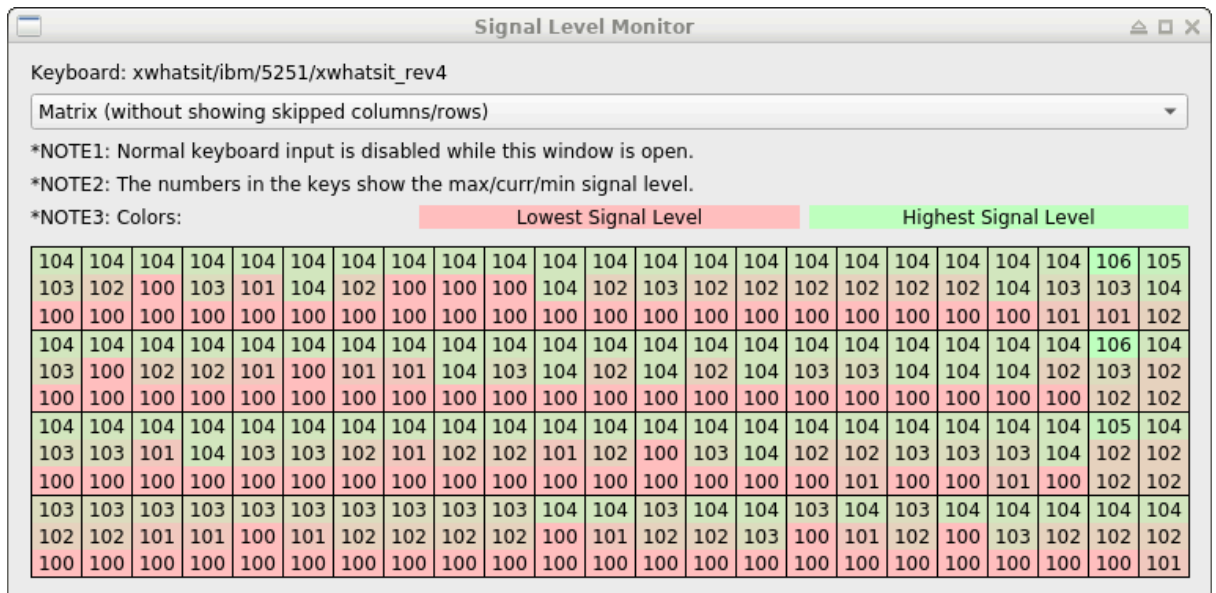 Signal Level Monitor
Keyboard: xwhatsit/ibm/5251/xwhatsit_rev4
Matrix (without showing skipped columns/rows)
*NOTE1: Normal keyboard input is disabled while this window is open.
*NOTE2: The numbers in the keys show the max/curr/min signal level.
*NOTE3: Colors: Lowest Signal Level Highest Signal Level
104 104 104 104 104 104 104 104 104 104 104 104 104 104 104 104 104 104 104 104 104 106 105
103 102 100 103 101 104 102 100 100 100 104 102 103 102 102 102 102 102 102 104 103 103 104
100 100 100 100 100 100 100 100 100 100 100 100 100 100 100 100 100 100 100 100 101 101 102
104 104 104 104 104 104 104 104 104 104 104 104 104 104 104 104 104 104 104 104 104 106 104
103 100 102 102 101 100 101 101 104 103 104 102 104 102 104 103 103 104 104 104 102 103 102
100 100 100 100 100 100 100 100 100 100 100 100 100 100 100 100 100 100 100 100 100 102 102
104 104 104 104 104 104 104 104 104 104 104 104 104 104 104 104 104 104 104 104 104 105 104
103 103 101 104 103 103 102 101 102 102 101 102 100 103 104 102 102 103 103 103 104 102 102
100 100 100 100 100 100 100 100 100 100 100 100 100 100 100 100 101 100 100 101 100 102 102
103 103 103 103 103 103 103 103 103 103 104 104 103 104 104 103 104 103 104 104 104 104 104
102 102 101 101 100 101 102 102 102 102 100 101 102 102 103 100 101 102 100 103 102 102 102
100 100 100 100 100 100 100 100 100 100 100 100 100 100 100 100 100 100 100 100 100 100 101